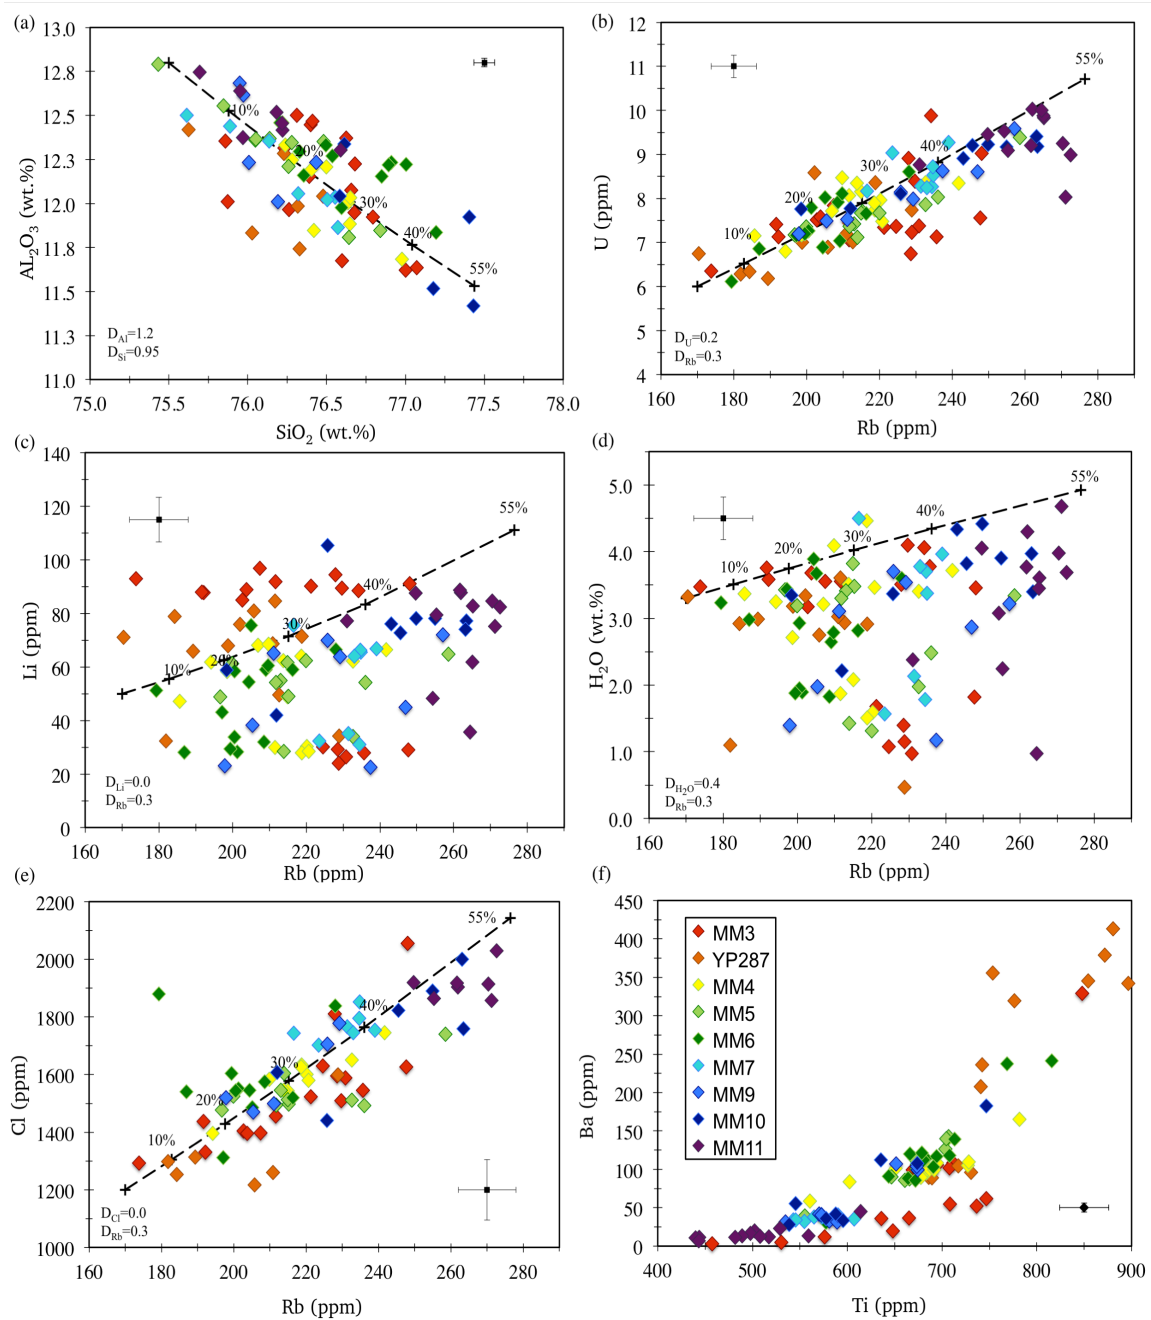 (a)
13.0
12.8
12.5
12.3
12.0
11.8
11.5
11.3
11.0
AL2O3 (wt.%)
10%
20%
30%
40%
55%
DAl=1.2
DSi=0.95
75.0 75.5 76.0 76.5 77.0 77.5 78.0
SiO2 (wt.%)
(b)
12
11
10
9
8
7
6
5
4
U (ppm)
55%
40%
30%
20%
10%
DU=0.2
DRb=0.3
160 180 200 220 240 260 280
Rb (ppm)
(c)
140
120
100
80
60
40
20
0
Li (ppm)
55%
40%
30%
20%
10%
DLi=0.0
DRb=0.3
160 180 200 220 240 260 280
Rb (ppm)
(d)
5.0
4.0
3.0
2.0
1.0
0.0
H2O (wt.%)
55%
40%
30%
20%
10%
DH2O=0.4
DRb=0.3
160 180 200 220 240 260 280
Rb (ppm)
(e)
2200
2000
1800
1600
1400
1200
1000
Cl (ppm)
55%
40%
30%
20%
10%
DCl=0.0
DRb=0.3
160 180 200 220 240 260 280
Rb (ppm)
(f)
450
400
350
300
250
200
150
100
50
0
Ba (ppm)
MM3
YP287
MM4
MM5
MM6
MM7
MM9
MM10
MM11
400 500 600 700 800 900
Ti (ppm)